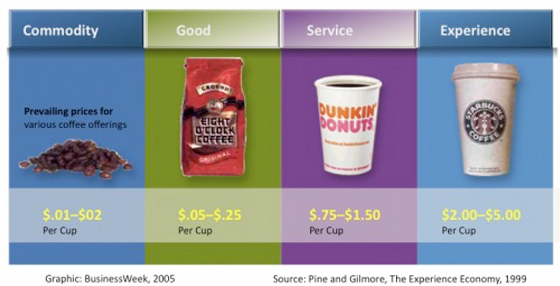 Commodity
Good
Service
Experience
Prevailing prices for
various coffee offerings
GROUND
EIGHT
O'CLOCK
COFFEE
ORIGINAL
DUNKIN'
DONUTS
STARBUCKS
COFFEE
$.01–$02
Per Cup
$.05–$.25
Per Cup
$.75–$1.50
Per Cup
$2.00–$5.00
Per Cup
Graphic: BusinessWeek, 2005
Source: Pine and Gilmore, The Experience Economy, 1999